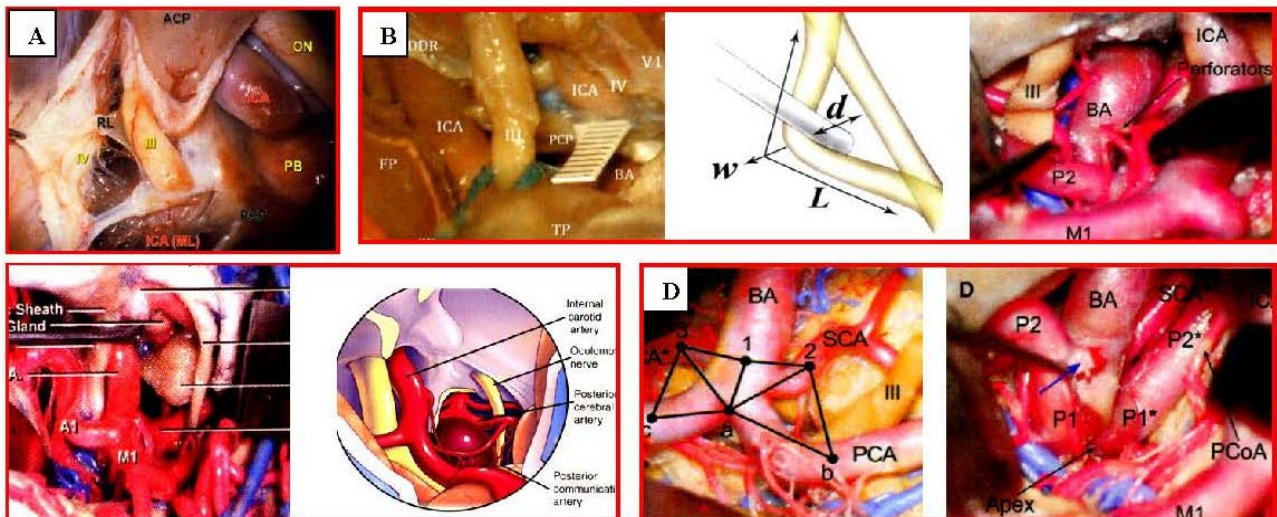 A
ACP
ON
ICA
RL
III
IV
PB
ICA (ML)
B
DDR
V1
ICA
IV
ICA
III
PCP
FP
BA
TP
d
w
L
ICA
Perforators
III
BA
P2
M1
Sheath
Gland
A1
M1
Internal
carotid
artery
Oculomo
nerve
Posterior
cerebral
artery
Posterior
communicati
artery
D
BA
3
1
2
SCA
A*
III
c
a
PCA
b
D
BA
SCA
P2
P2*
P1
P1*
PCoA
Apex
M1